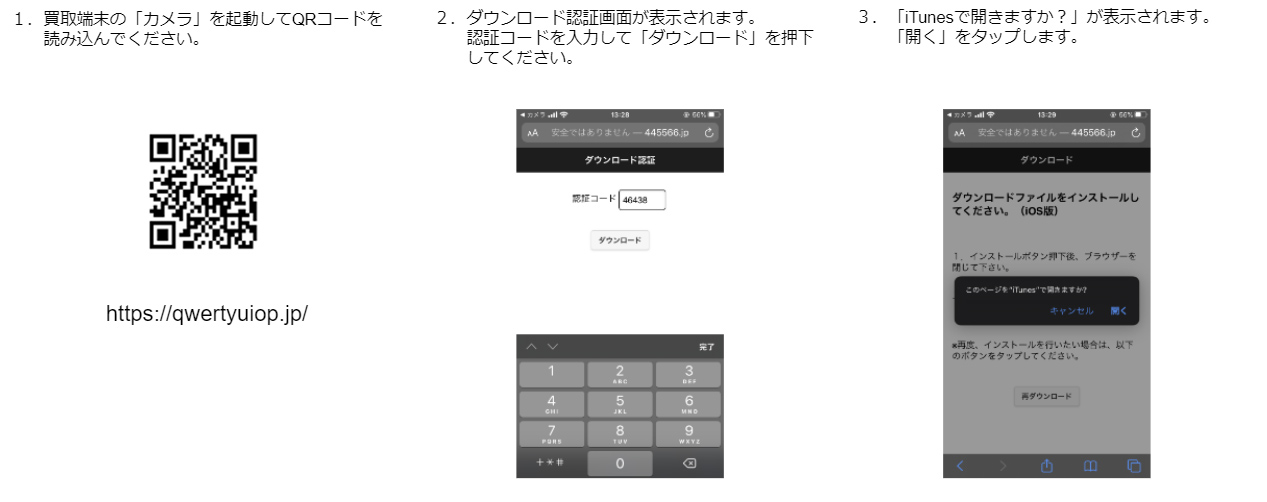 １．買取端末の「カメラ」を起動してQRコードを
読み込んでください。
https://qwertyuiop.jp/
２．ダウンロード認証画面が表示されます。
認証コードを入力して「ダウンロード」を押下
してください。
◀カメラ
13:29
66%
AA
安全ではありません — 445566.jp
ダウンロード認証
認証コード 46438
ダウンロード
完了
1
2
ABC
3
DEF
4
GHI
5
JKL
6
MNO
7
PQRS
8
TUV
9
WXYZ
+*#
0
３．「iTunesで開きますか？」が表示されます。
「開く」をタップします。
◀カメラ
13:29
66%
AA
安全ではありません — 445566.jp
ダウンロード
ダウンロードファイルをインストールし
てください。（iOS版）
１．インストールボタン押下後、ブラウザーを
閉じて下さい。
このページを"iTunes"で開きますか?
キャンセル
開く
*再度、インストールを行いたい場合は、以下
のボタンをタップしてください。
再ダウンロード